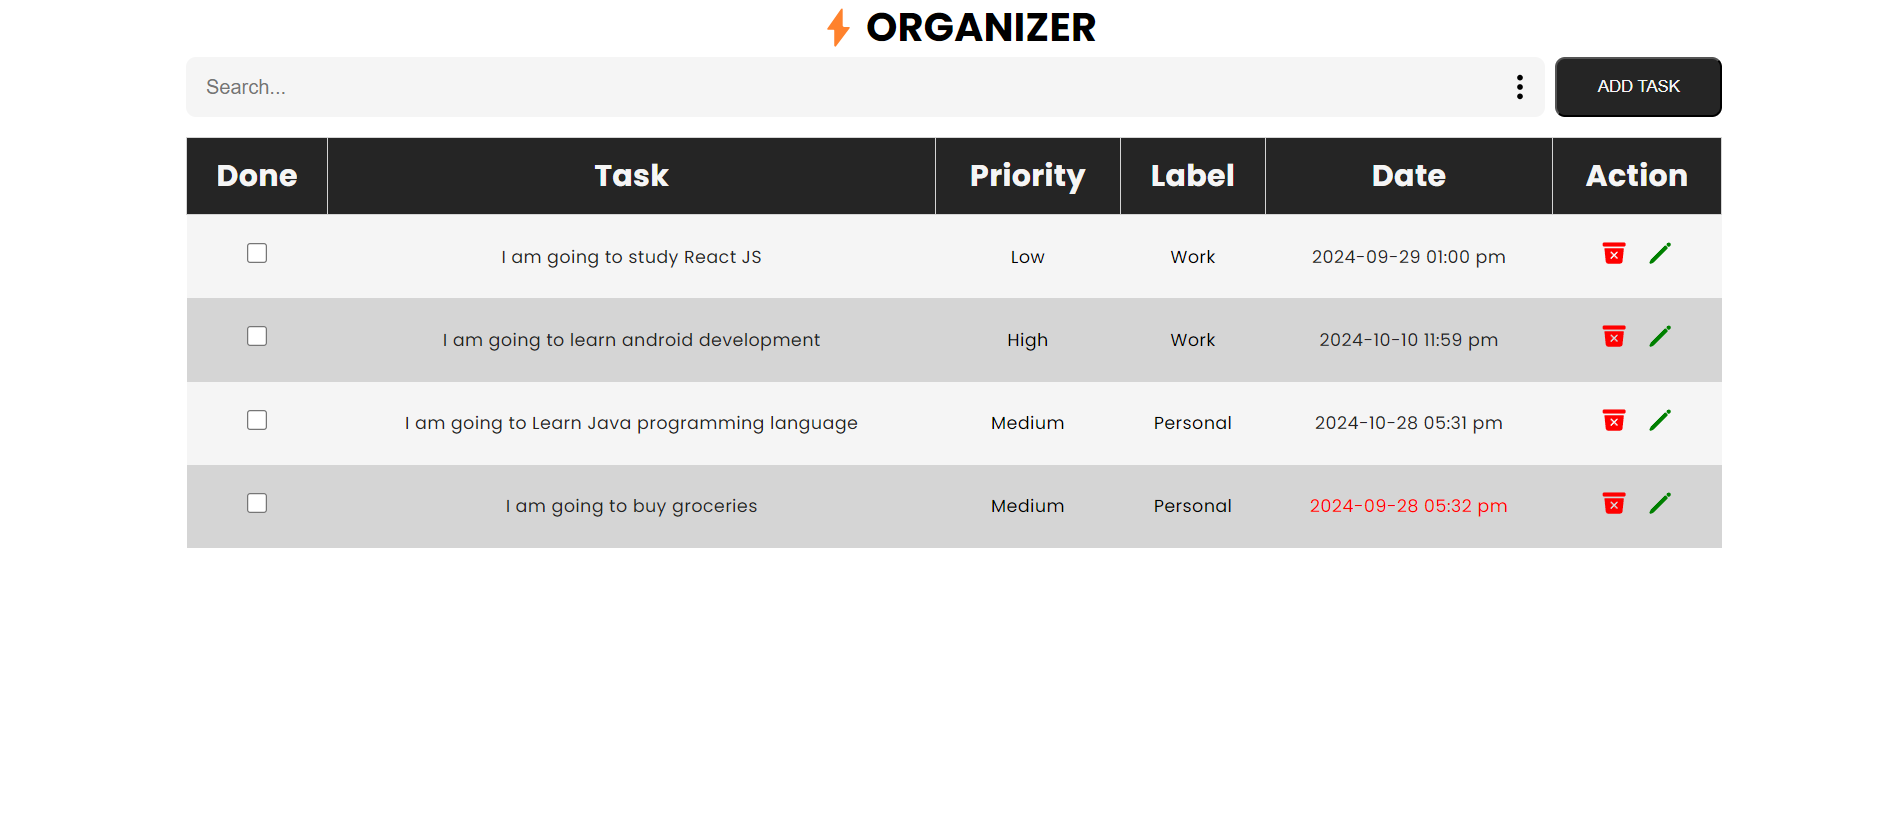 ORGANIZER
Search...
ADD TASK
Done Task Priority Label Date Action
I am going to study React JS Low Work 2024-09-29 01:00 pm
I am going to learn android development High Work 2024-10-10 11:59 pm
I am going to Learn Java programming language Medium Personal 2024-10-28 05:31 pm
I am going to buy groceries Medium Personal 2024-09-28 05:32 pm